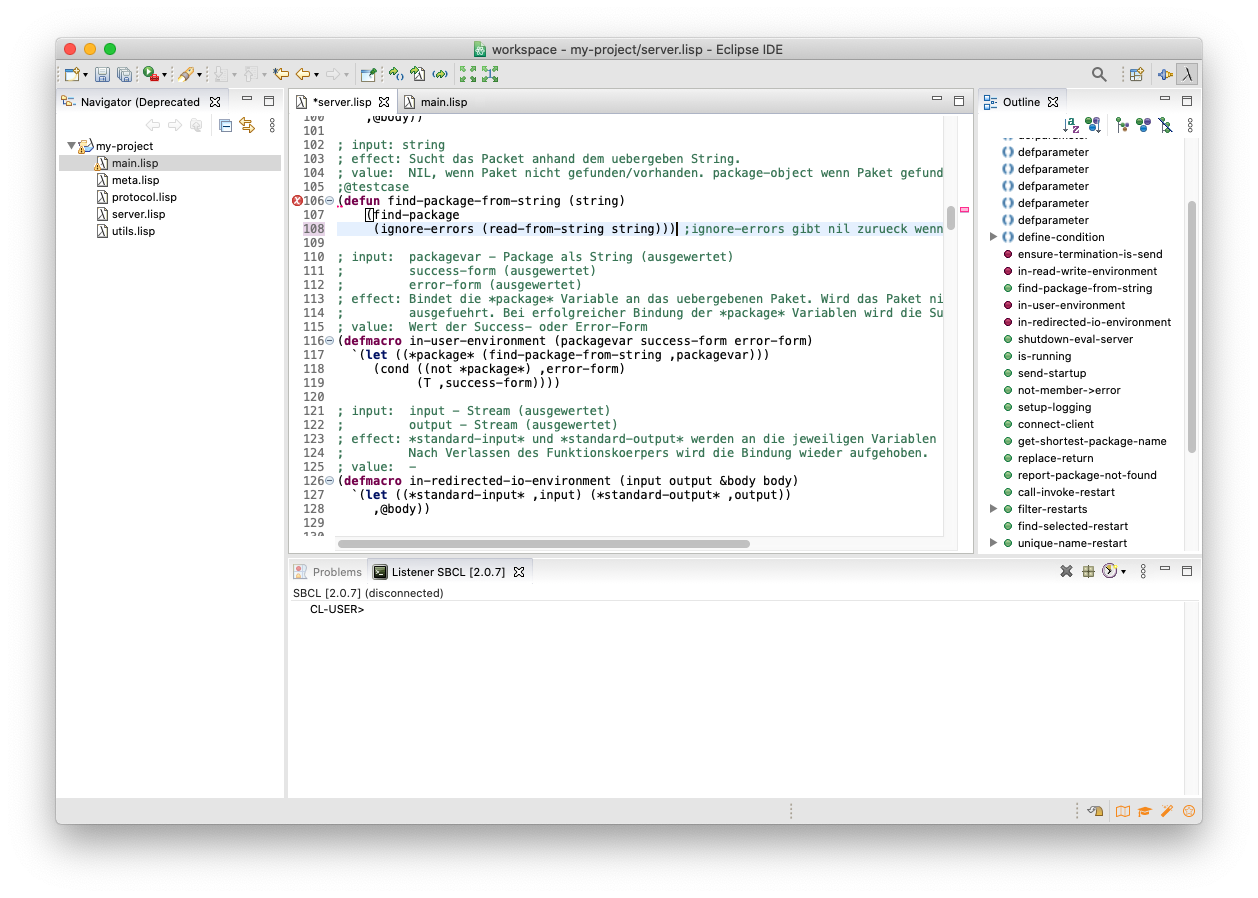 workspace - my-project/server.lisp - Eclipse IDE
Navigator (Deprecated
my-project
main.lisp
meta.lisp
protocol.lisp
server.lisp
utils.lisp
*server.lisp
main.lisp
100 ,@body))
101
102 ; input: string
103 ; effect: Sucht das Packet anhand dem uebergeben String.
104 ; value:  NIL, wenn Paket nicht gefunden/vorhanden. package-object wenn Paket gefund
105 ;@testcase
106 (defun find-package-from-string (string)
107 (find-package
108 (ignore-errors (read-from-string string))) ;ignore-errors gibt nil zurueck wenn
109
110 ; input:  packagevar - Package als String (ausgewertet)
111 ;         success-form (ausgewertet)
112 ;         error-form (ausgewertet)
113 ; effect: Bindet die *package* Variable an das uebergebenen Paket. Wird das Paket ni
114 ;         ausgefuehrt. Bei erfolgreicher Bindung der *package* Variablen wird die Su
115 ; value:  Wert der Success- oder Error-Form
116 (defmacro in-user-environment (packagevar success-form error-form)
117 `(let ((*package* (find-package-from-string ,packagevar)))
118 (cond ((not *package*) ,error-form)
119 (T ,success-form))))
120
121 ; input:  input - Stream (ausgewertet)
122 ;         output - Stream (ausgewertet)
123 ; effect: *standard-input* und *standard-output* werden an die jeweiligen Variablen
124 ;         Nach Verlassen des Funktionskoerpers wird die Bindung wieder aufgehoben.
125 ; value:  -
126 (defmacro in-redirected-io-environment (input output &body body)
127 `(let ((*standard-input* ,input) (*standard-output* ,output))
128 ,@body))
129
130
Outline
defparameter
defparameter
defparameter
defparameter
defparameter
defparameter
define-condition
ensure-termination-is-send
in-read-write-environment
find-package-from-string
in-user-environment
in-redirected-io-environment
shutdown-eval-server
is-running
send-startup
not-member->error
setup-logging
connect-client
get-shortest-package-name
replace-return
report-package-not-found
call-invoke-restart
filter-restarts
find-selected-restart
unique-name-restart
Problems
Listener SBCL [2.0.7]
SBCL [2.0.7] (disconnected)
CL-USER>